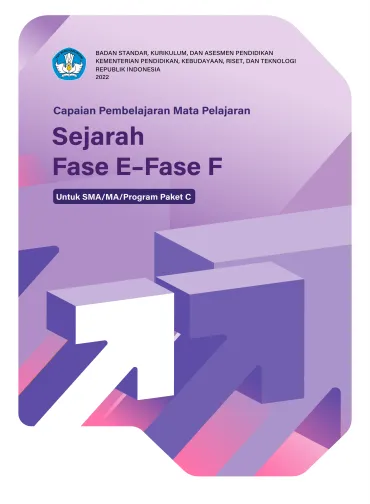 BADAN STANDAR, KURIKULUM, DAN ASESMEN PENDIDIKAN
KEMENTERIAN PENDIDIKAN, KEBUDAYAAN, RISET, DAN TEKNOLOGI
REPUBLIK INDONESIA
2022
Capaian Pembelajaran Mata Pelajaran
Sejarah
Fase E–Fase F
Untuk SMA/MA/Program Paket C